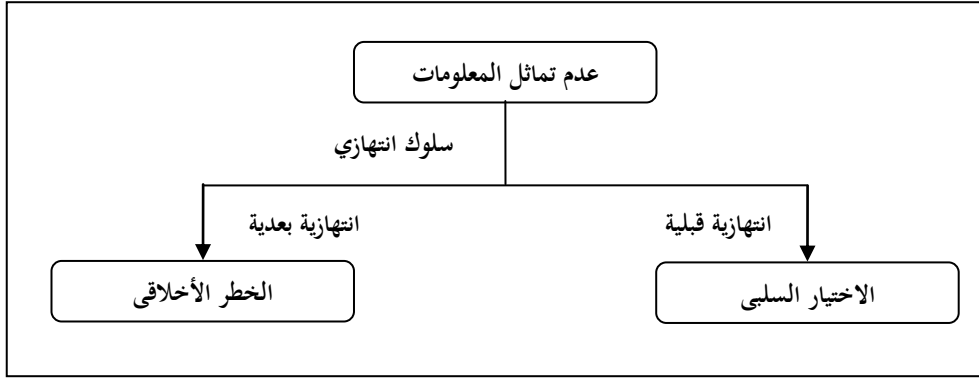 عدم تماثل المعلومات
سلوك انتهازي
انتهازية قبلية
انتهازية بعدية
الاختيار السلبى
الخطر الأخلاقى